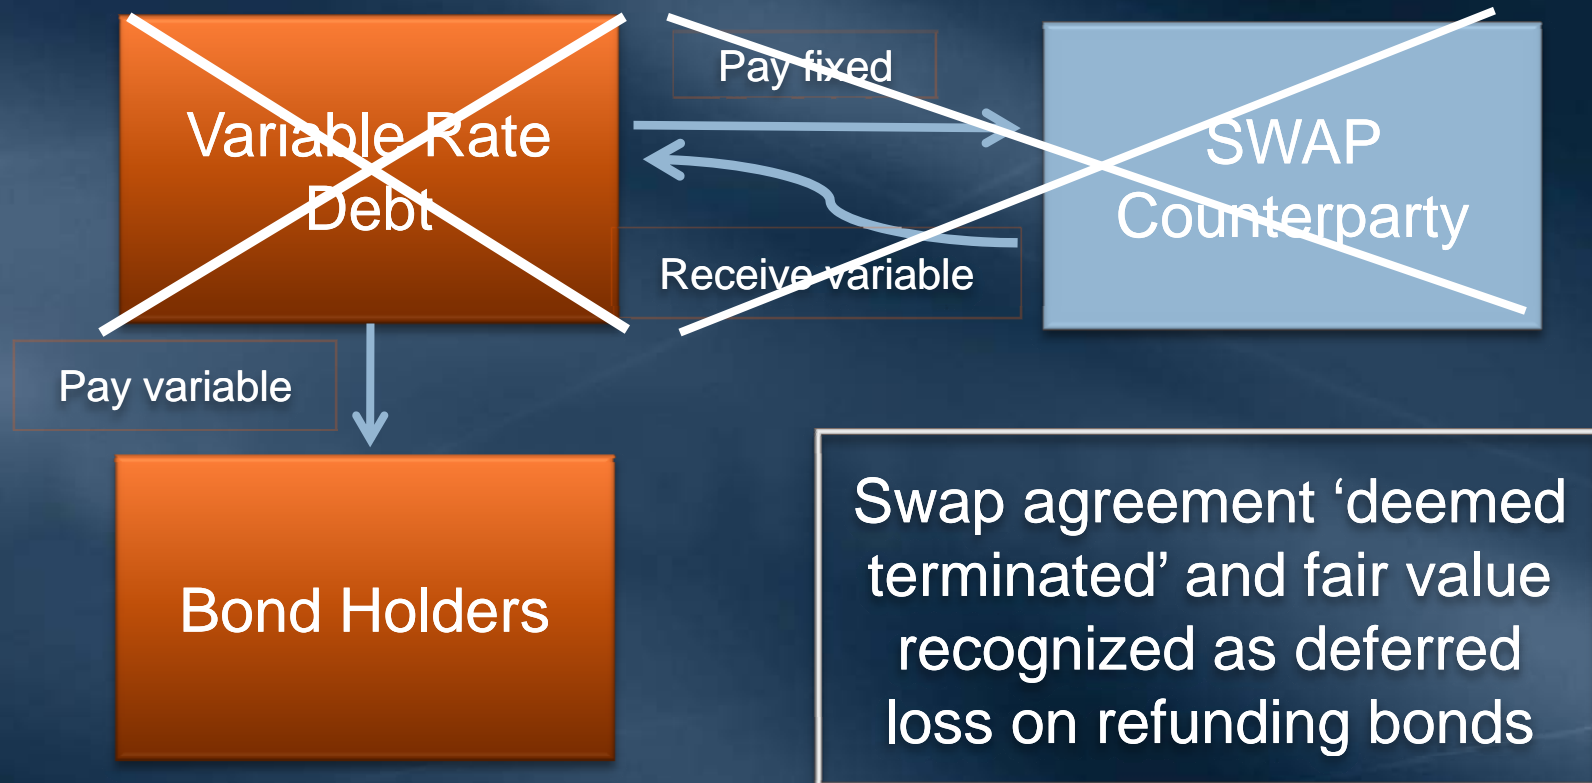 Variable Rate
Debt
Pay fixed
SWAP
Counterparty
Receive variable
Pay variable
Bond Holders
Swap agreement ‘deemed
terminated’ and fair value
recognized as deferred
loss on refunding bonds